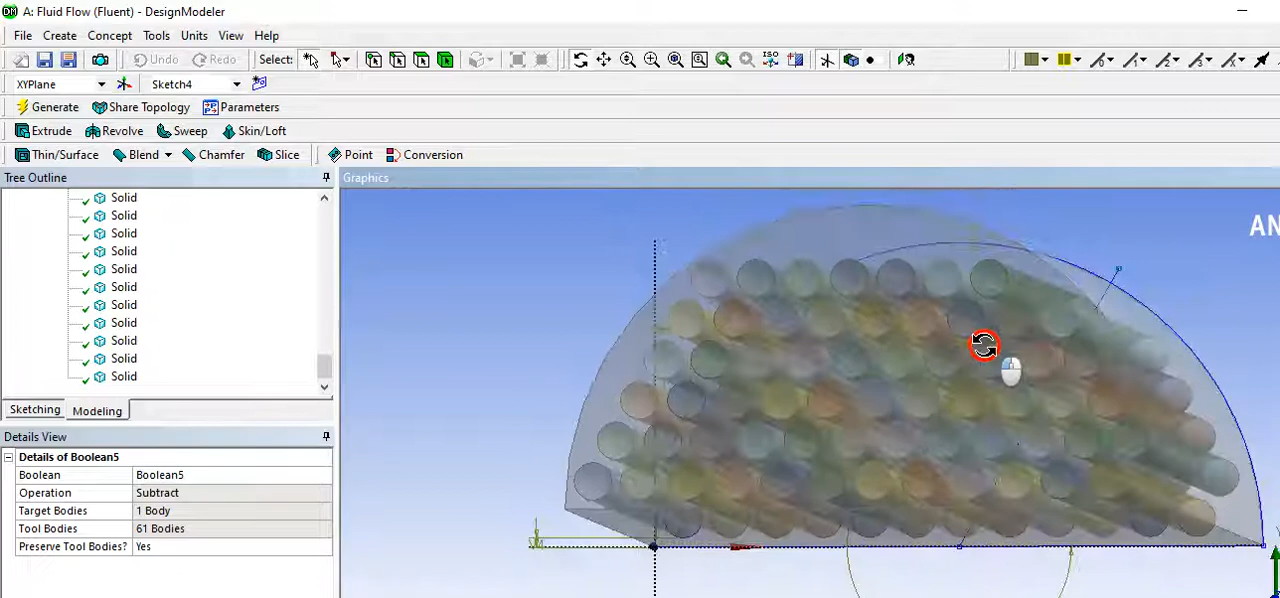 DM A: Fluid Flow (Fluent) - DesignModeler
File Create Concept Tools Units View Help
Undo Redo Select: ISO
XYPlane Sketch4
Generate Share Topology Parameters
Extrude Revolve Sweep Skin/Loft
Thin/Surface Blend Chamfer Slice Point Conversion
Tree Outline
Graphics
Solid
Solid
Solid
Solid
Solid
Solid
Solid
Solid
Solid
Solid
Solid
AN
Sketching Modeling
Details View
Details of Boolean5
Boolean Boolean5
Operation Subtract
Target Bodies 1 Body
Tool Bodies 61 Bodies
Preserve Tool Bodies? Yes